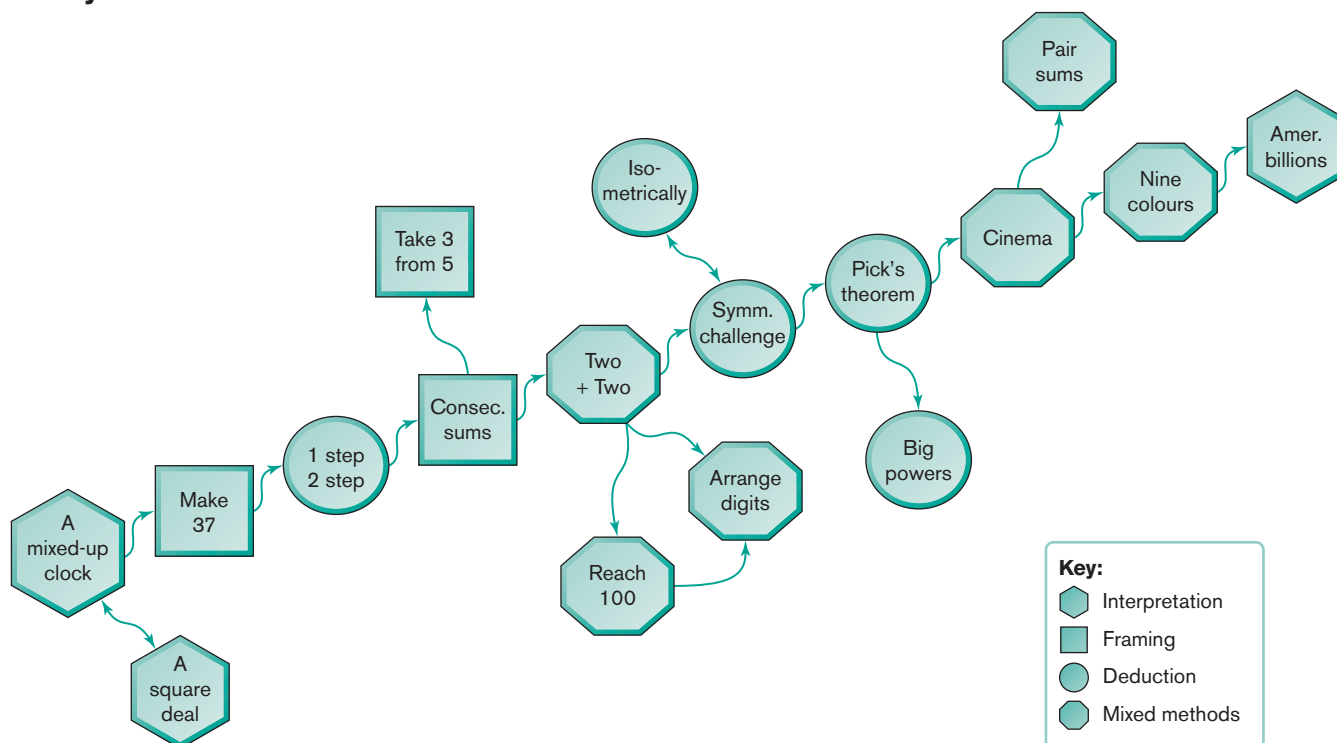 Pair
sums
Amer.
billions
Iso-
metrically
Nine
colours
Take 3
from 5
Cinema
Pick's
theorem
Symm.
challenge
Two
+ Two
Consec.
sums
Big
powers
1 step
2 step
Arrange
digits
Make
37
A
mixed-up
clock
Reach
100
A
square
deal
Key:
Interpretation
Framing
Deduction
Mixed methods